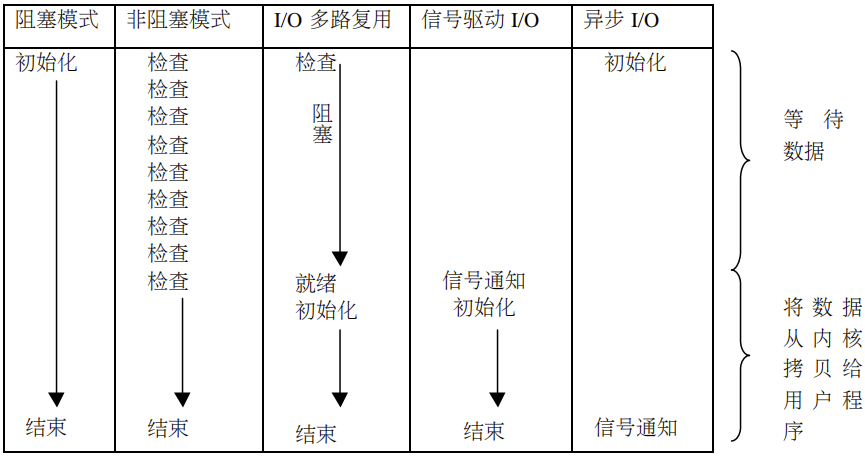 阻塞模式
非阻塞模式
I/O 多路复用
信号驱动 I/O
异步 I/O
初始化
结束
检查
检查
检查
检查
检查
检查
检查
检查
检查
结束
检查
阻
塞
就绪
初始化
结束
信号通知
初始化
结束
初始化
信号通知
等 待
数据
将 数 据
从 内 核
拷 贝 给
用 户 程
序